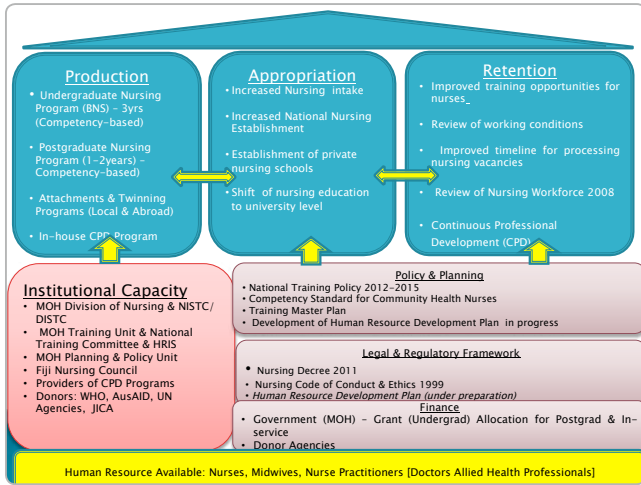 Production
• Undergraduate Nursing
Program (BNS) – 3yrs
(Competency-based)
• Postgraduate Nursing
Program (1-2years) –
Competency-based)
• Attachments & Twinning
Programs (Local & Abroad)
• In-house CPD Program
Appropriation
• Increased Nursing intake
• Increased National Nursing
Establishment
• Establishment of private
nursing schools
• Shift of nursing education
to university level
Retention
• Improved training opportunities for
nurses_
• Review of working conditions
• Improved timeline for processing
nursing vacancies
• Review of Nursing Workforce 2008
• Continuous Professional
Development (CPD)
Institutional Capacity
• MOH Division of Nursing & NISTC/
DISTC
• MOH Training Unit & National
Training Committee & HRIS
• MOH Planning & Policy Unit
• Fiji Nursing Council
• Providers of CPD Programs
• Donors: WHO, AusAID, UN
Agencies, JICA
Policy & Planning
• National Training Policy 2012-2015
• Competency Standard for Community Health Nurses
• Training Master Plan
• Development of Human Resource Development Plan in progress
Legal & Regulatory Framework
• Nursing Decree 2011
• Nursing Code of Conduct & Ethics 1999
• Human Resource Development Plan (under preparation)
Finance
• Government (MOH) – Grant (Undergrad) Allocation for Postgrad & In-
service
• Donor Agencies
Human Resource Available: Nurses, Midwives, Nurse Practitioners [Doctors Allied Health Professionals]